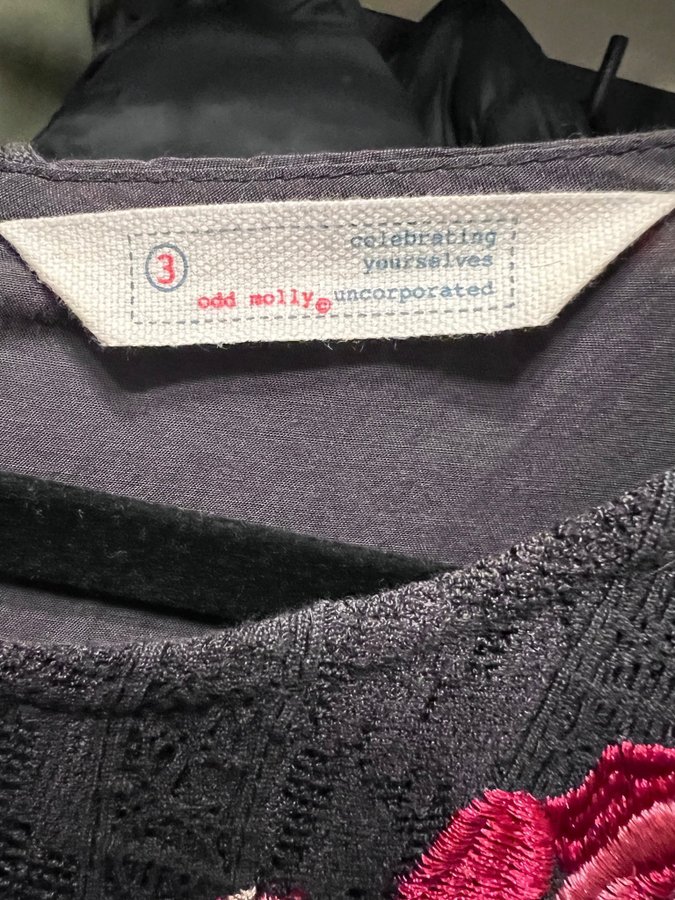 celebrating
3 yourselves
odd molly© uncorporated